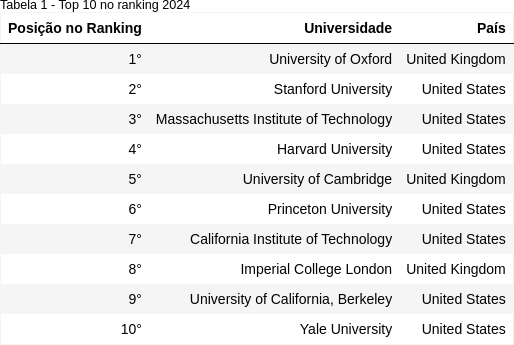 Tabela 1 - Top 10 no ranking 2024
Posição no Ranking Universidade País
1° University of Oxford United Kingdom
2° Stanford University United States
3° Massachusetts Institute of Technology United States
4° Harvard University United States
5° University of Cambridge United Kingdom
6° Princeton University United States
7° California Institute of Technology United States
8° Imperial College London United Kingdom
9° University of California, Berkeley United States
10° Yale University United States